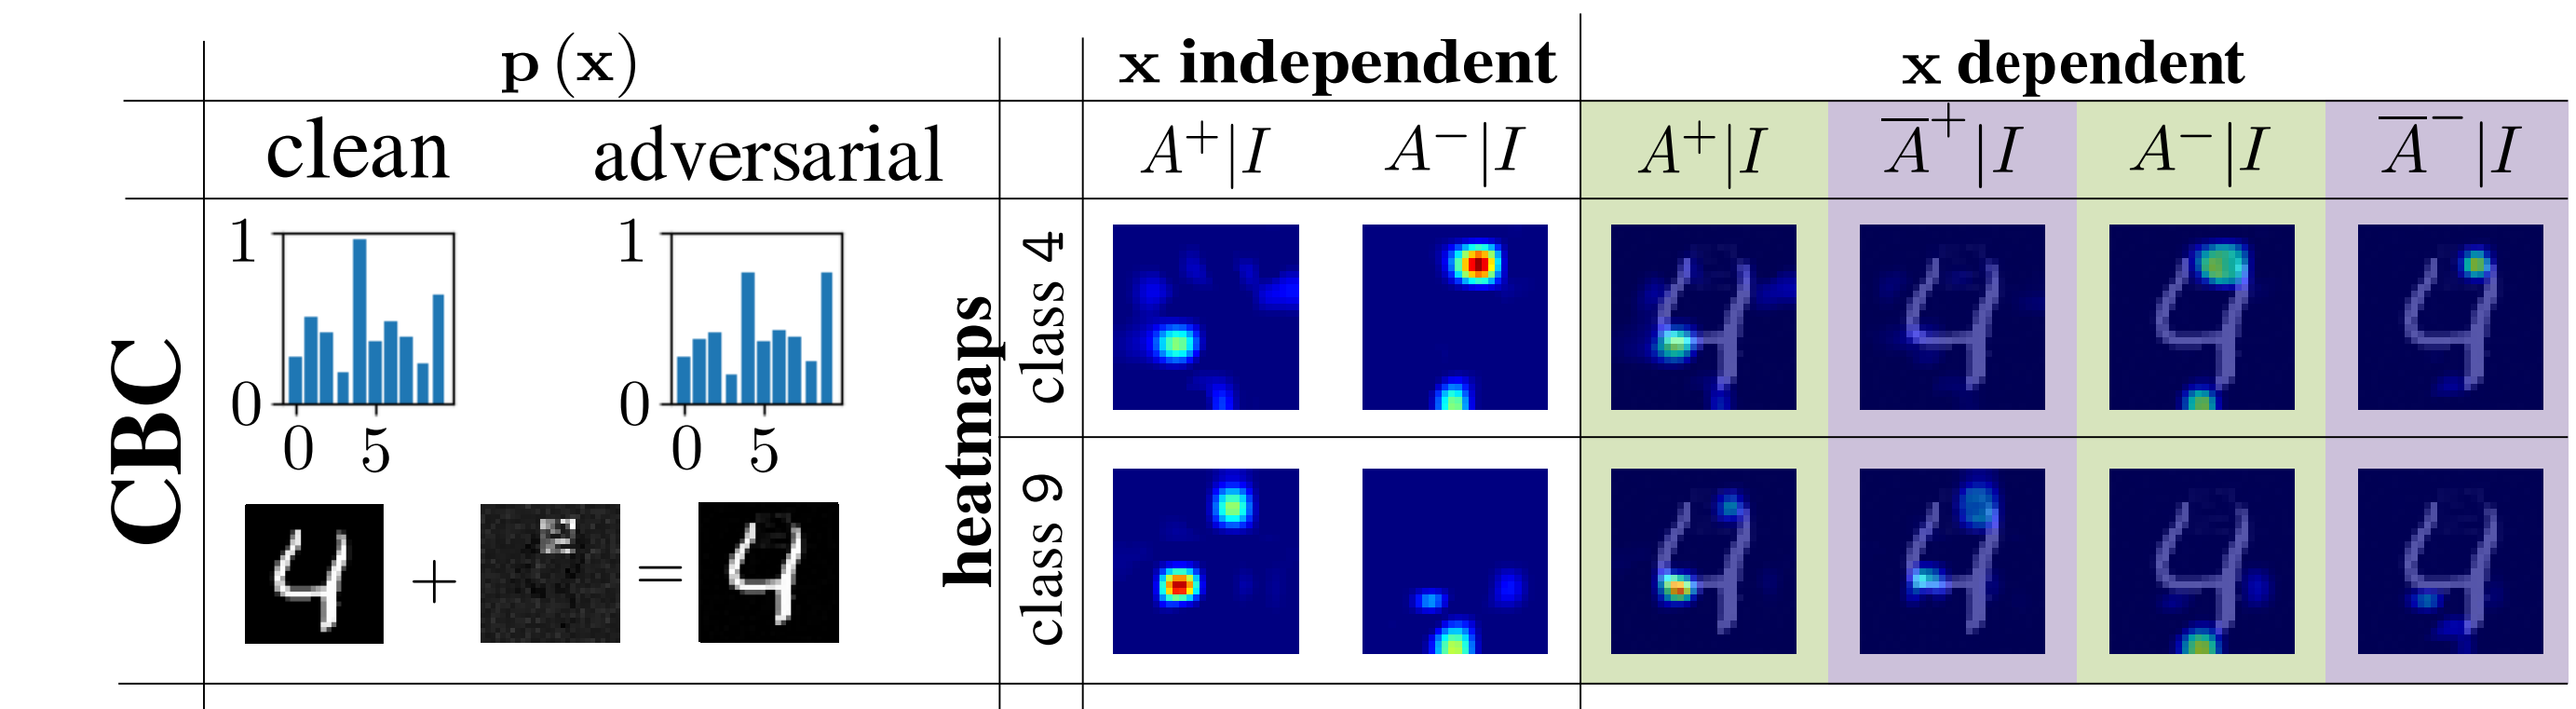 p (x) x independent x dependent
clean adversarial A⁺|I A⁻|I A⁺|I A̅⁺|I A⁻|I A̅⁻|I
CBC
1
0
0 5
1
0
0 5
+ =
heatmaps
class 4
class 9